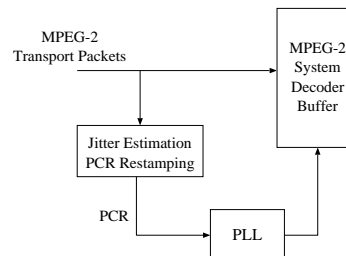 MPEG-2
Transport Packets
MPEG-2
System
Decoder
Buffer
Jitter Estimation
PCR Restamping
PCR
PLL